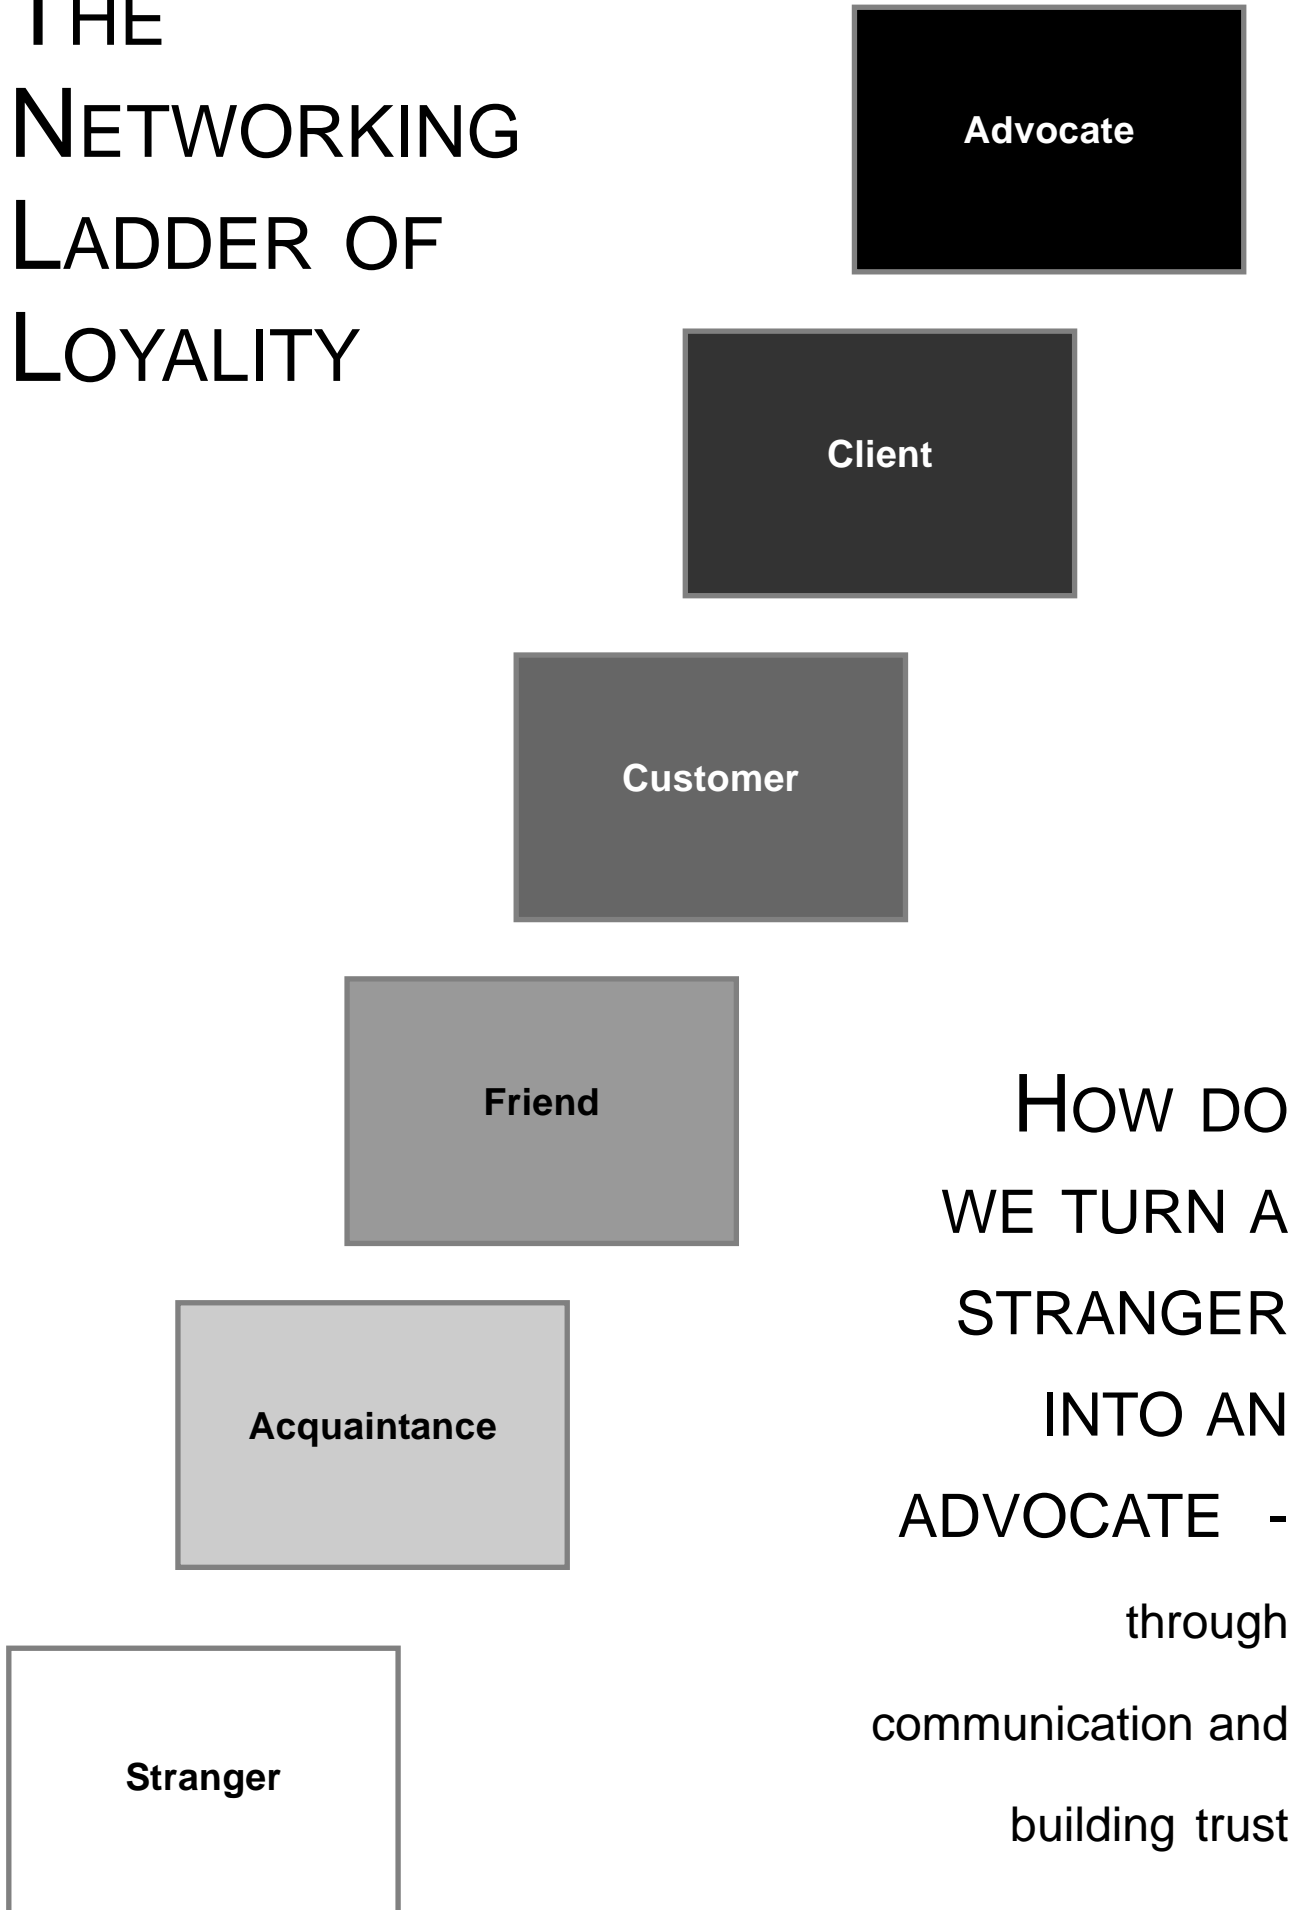 THE
NETWORKING
LADDER OF
LOYALITY
Advocate
Client
Customer
Friend
Acquaintance
Stranger
HOW DO
WE TURN A
STRANGER
INTO AN
ADVOCATE -
through
communication and
building trust